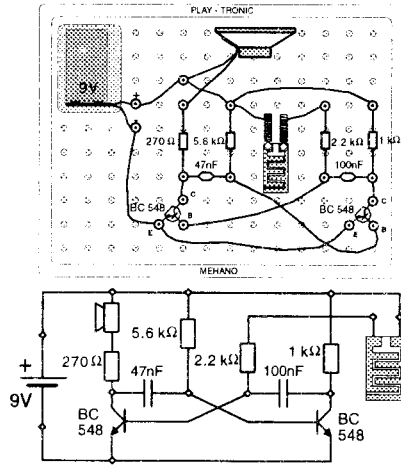 PLAY - TRONIC
9V
+
-
270 Ω 5.6 kΩ 2.2 kΩ 1 kΩ
47nF 100nF
C C
BC 548 B BC 548 B
E E
MEHANO
+
9V
270 Ω
5.6 kΩ
47nF
2.2 kΩ
100nF
1 kΩ
BC
548
BC
548